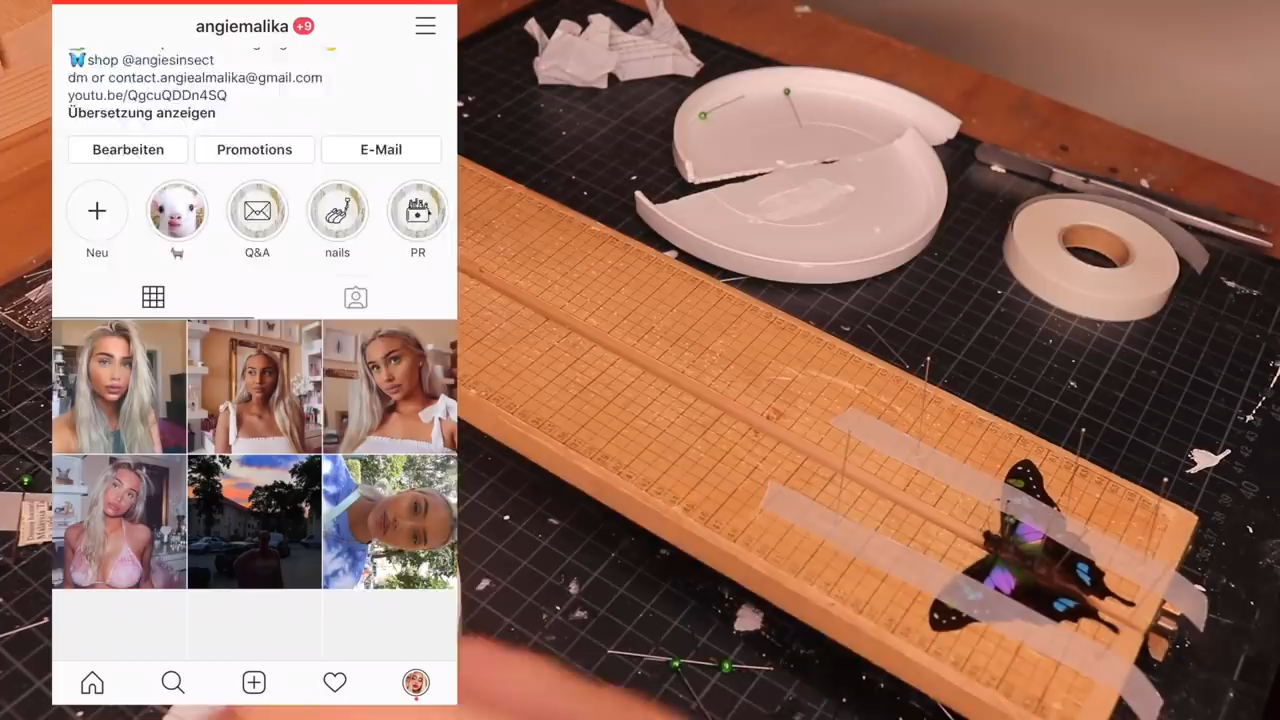 angiemalika +9
shop @angiesinsect
dm or contact.angiealmalika@gmail.com
youtu.be/QgcuQDDn4SQ
Übersetzung anzeigen
Bearbeiten
Promotions
E-Mail
Neu
Q&A
nails
PR